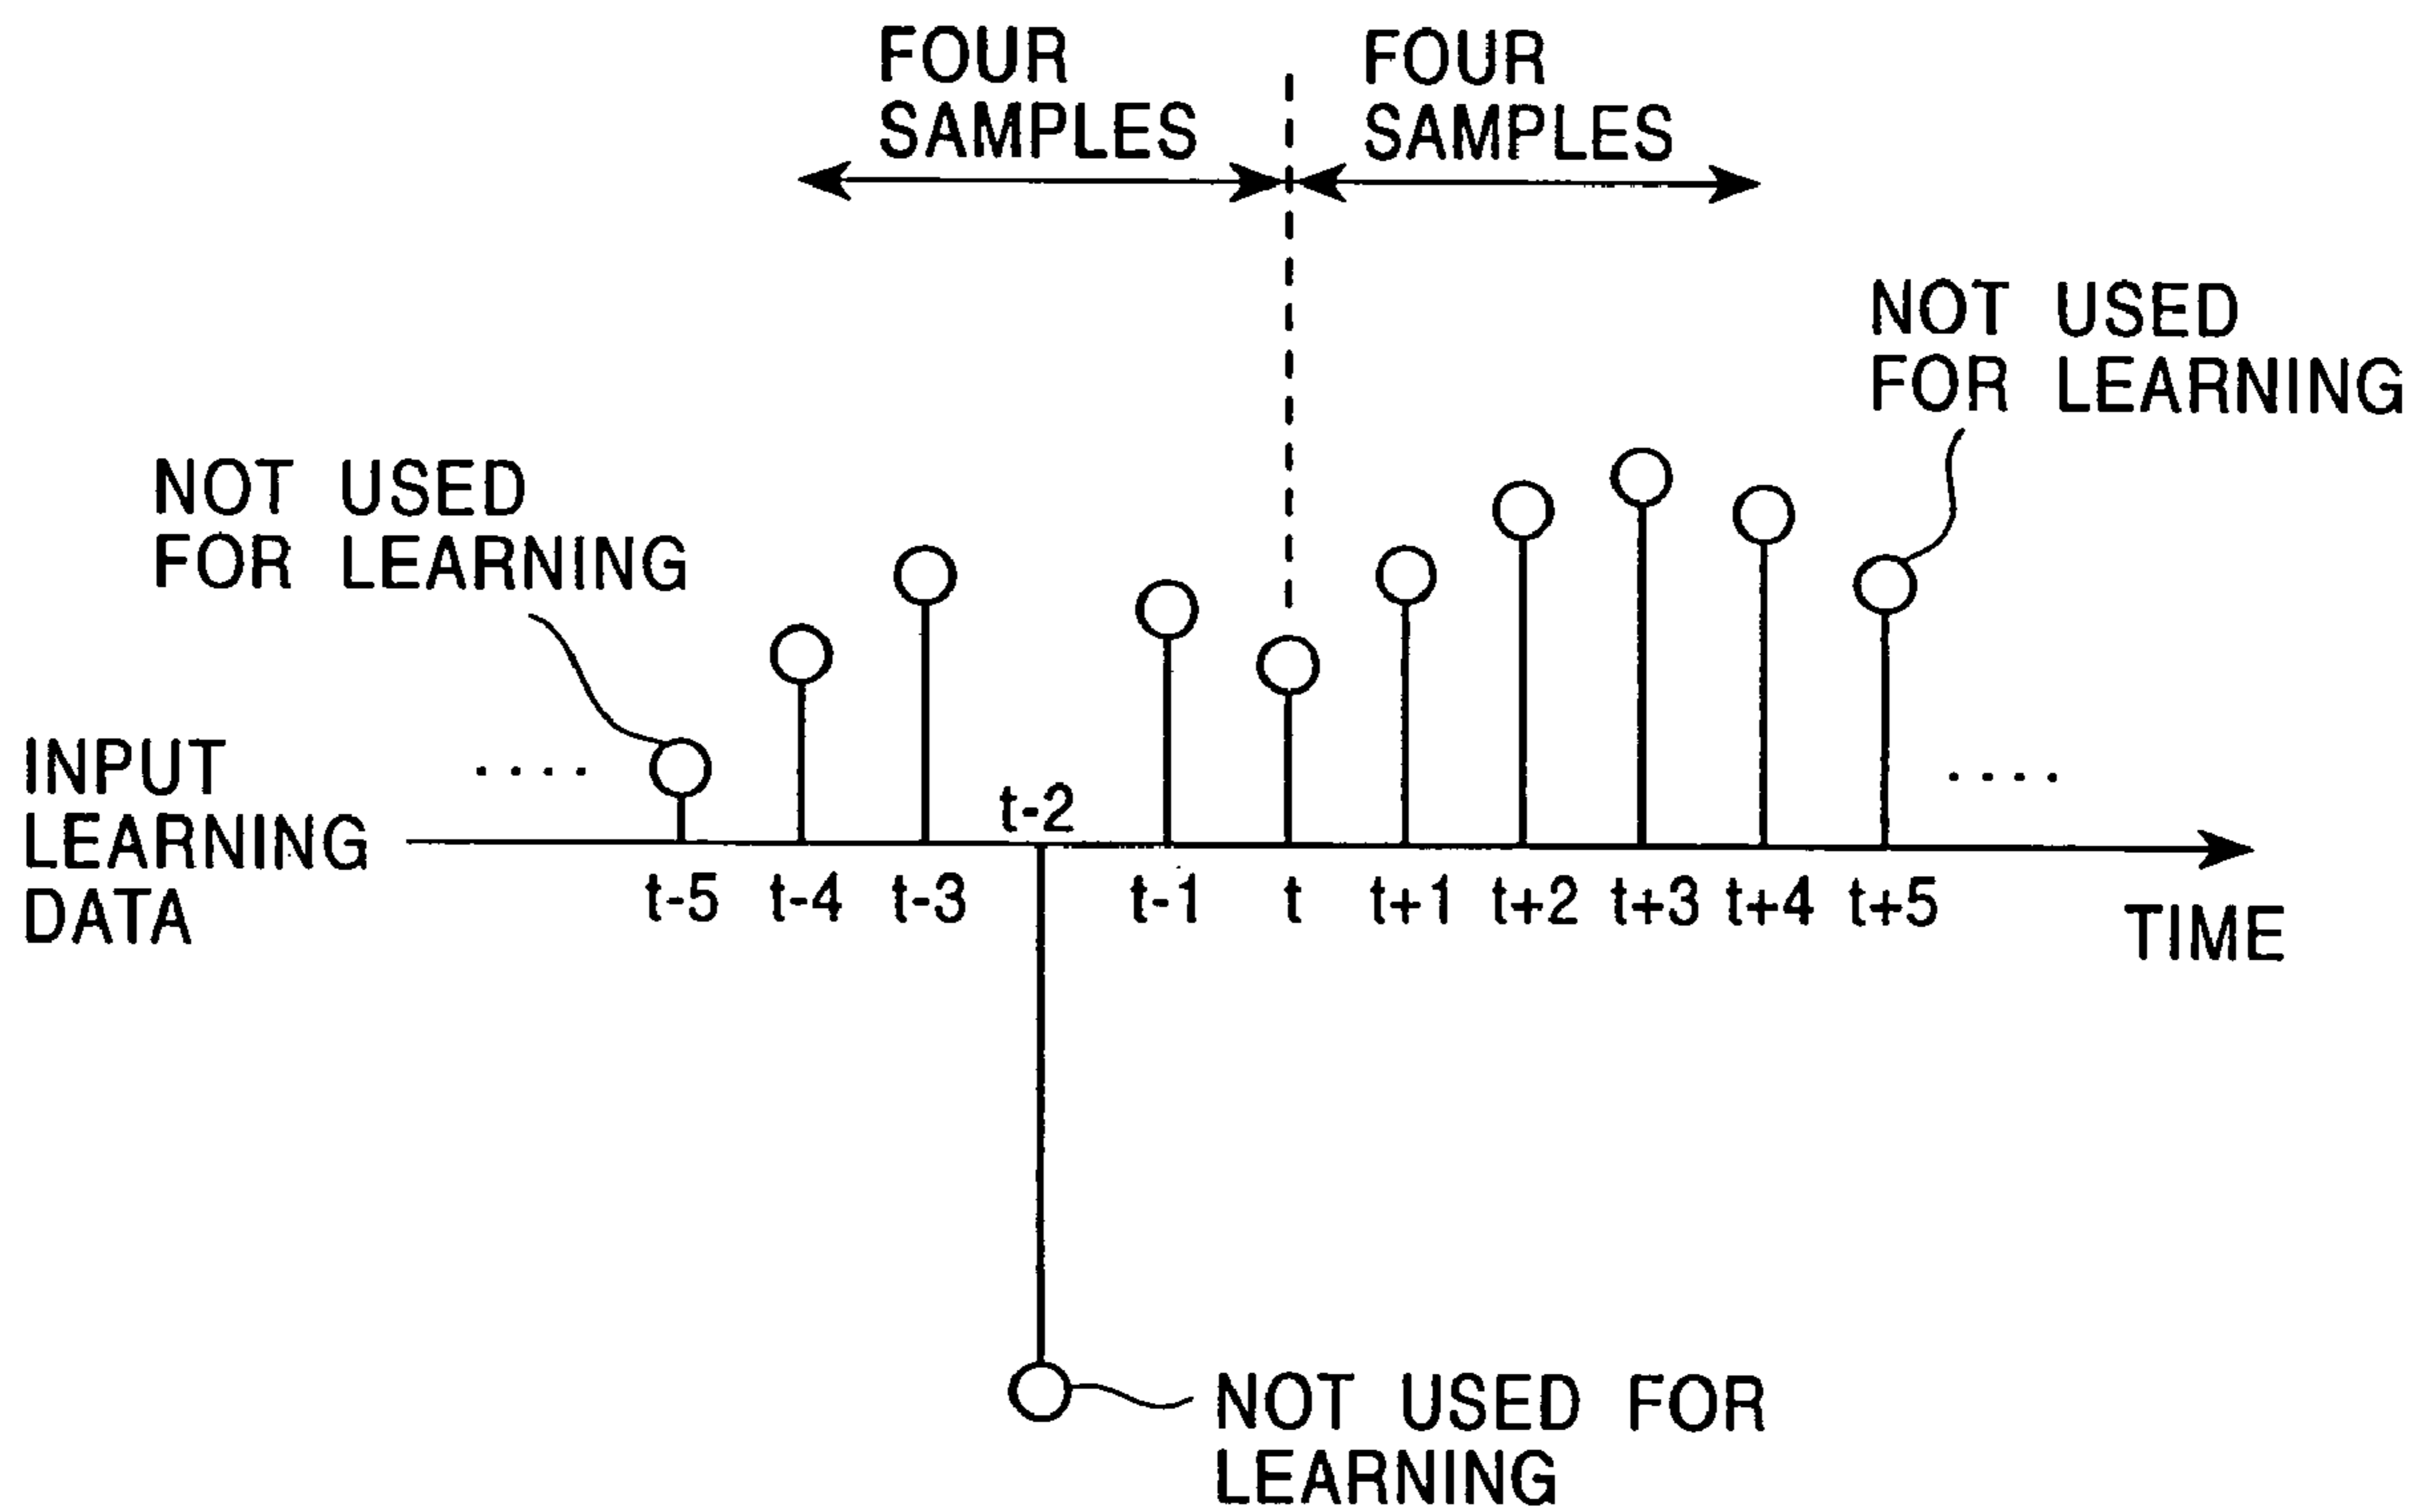 FOUR
SAMPLES
FOUR
SAMPLES
NOT USED
FOR LEARNING
NOT USED
FOR LEARNING
INPUT
LEARNING
DATA
....
t-2
....
t-5 t-4 t-3 t-1 t t+1 t+2 t+3 t+4 t+5
TIME
NOT USED FOR
LEARNING